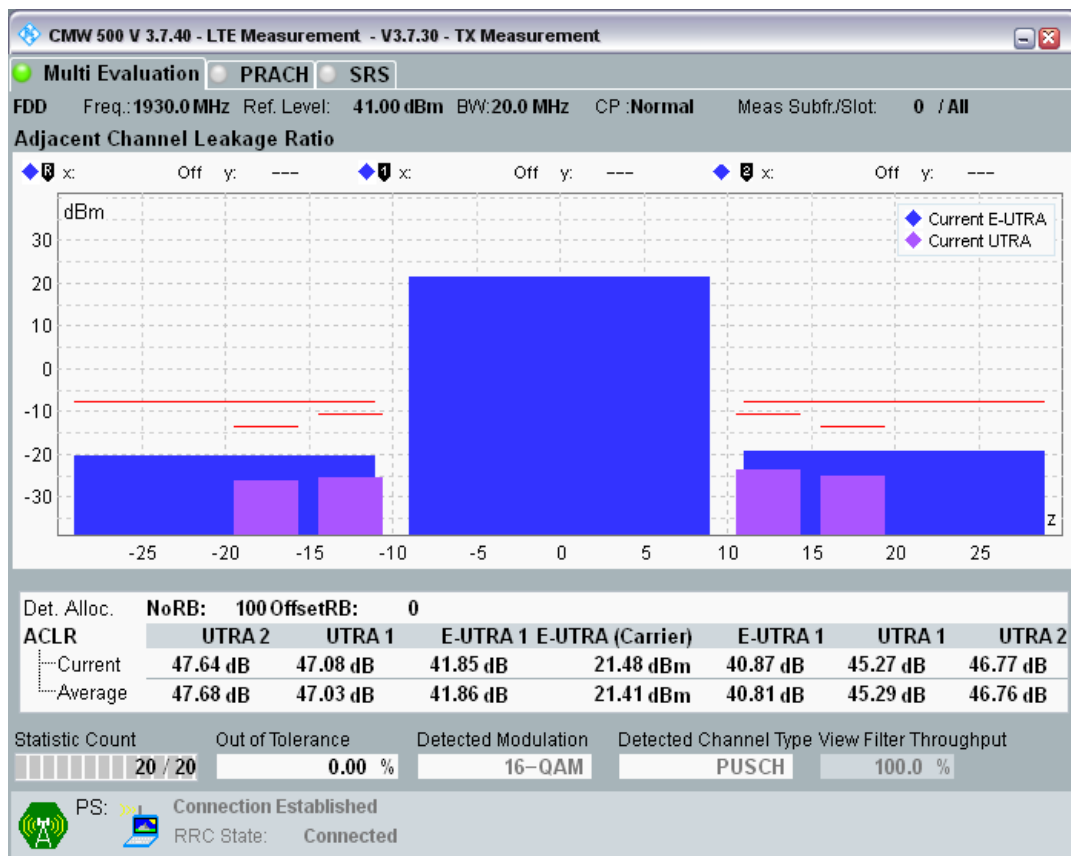 CMW 500 V 3.7.40 - LTE Measurement - V3.7.30 - TX Measurement
Multi Evaluation PRACH SRS
FDD Freq.:1930.0 MHz Ref. Level: 41.00 dBm BW:20.0 MHz CP :Normal Meas Subfr./Slot: 0 / All
Adjacent Channel Leakage Ratio
R x: Off y: --- 1 x: Off y: --- 2 x: Off y: ---
dBm
Current E-UTRA
Current UTRA
30
20
10
0
-10
-20
-30
z
-25 -20 -15 -10 -5 0 5 10 15 20 25
Det. Alloc. NoRB: 100 OffsetRB: 0
ACLR UTRA 2 UTRA 1 E-UTRA 1 E-UTRA (Carrier) E-UTRA 1 UTRA 1 UTRA 2
Current 47.64 dB 47.08 dB 41.85 dB 21.48 dBm 40.87 dB 45.27 dB 46.77 dB
Average 47.68 dB 47.03 dB 41.86 dB 21.41 dBm 40.81 dB 45.29 dB 46.76 dB
Statistic Count Out of Tolerance Detected Modulation Detected Channel Type View Filter Throughput
20 / 20 0.00 % 16-QAM PUSCH 100.0 %
PS: Connection Established
RRC State: Connected